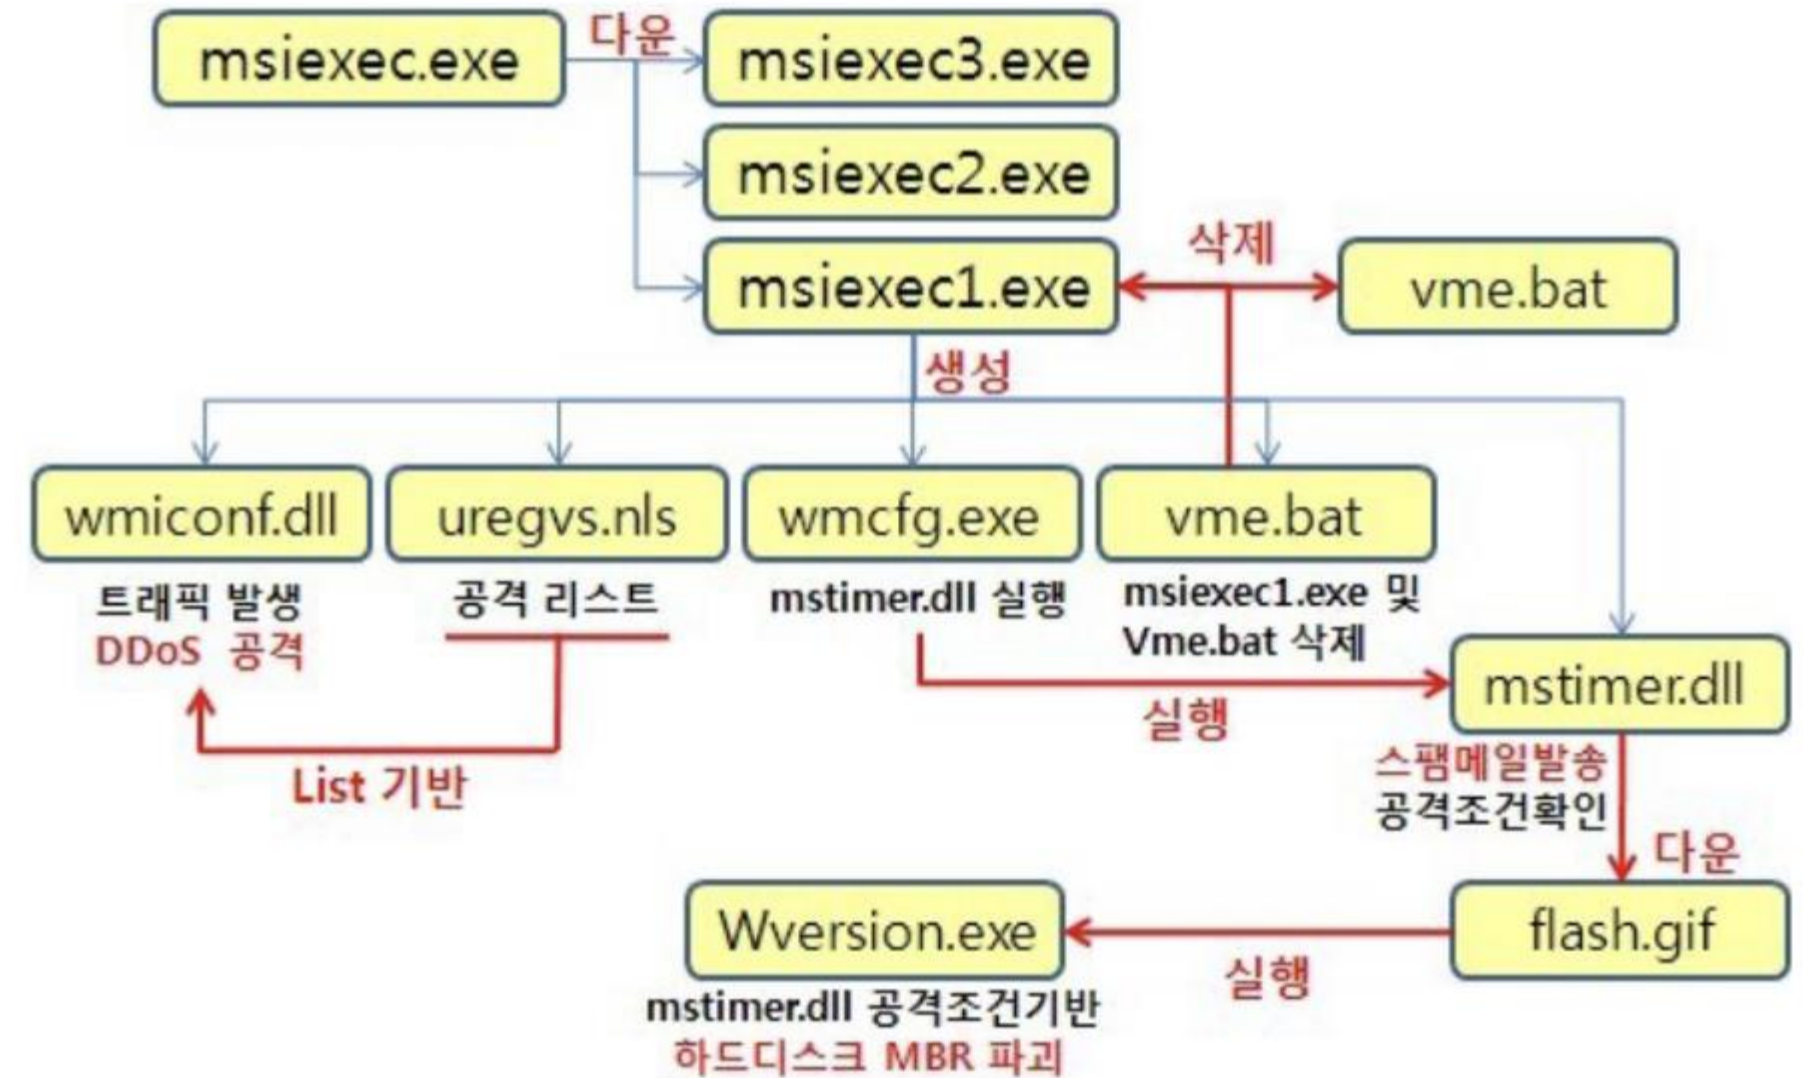 msiexec.exe
다운
msiexec3.exe
msiexec2.exe
msiexec1.exe
삭제
vme.bat
생성
wmiconf.dll
uregvs.nls
wmcfg.exe
vme.bat
트래픽 발생
DDoS 공격
공격 리스트
mstimer.dll 실행
msiexec1.exe 및
Vme.bat 삭제
List 기반
실행
mstimer.dll
스팸메일발송
공격조건확인
다운
flash.gif
실행
Wversion.exe
mstimer.dll 공격조건기반
하드디스크 MBR 파괴